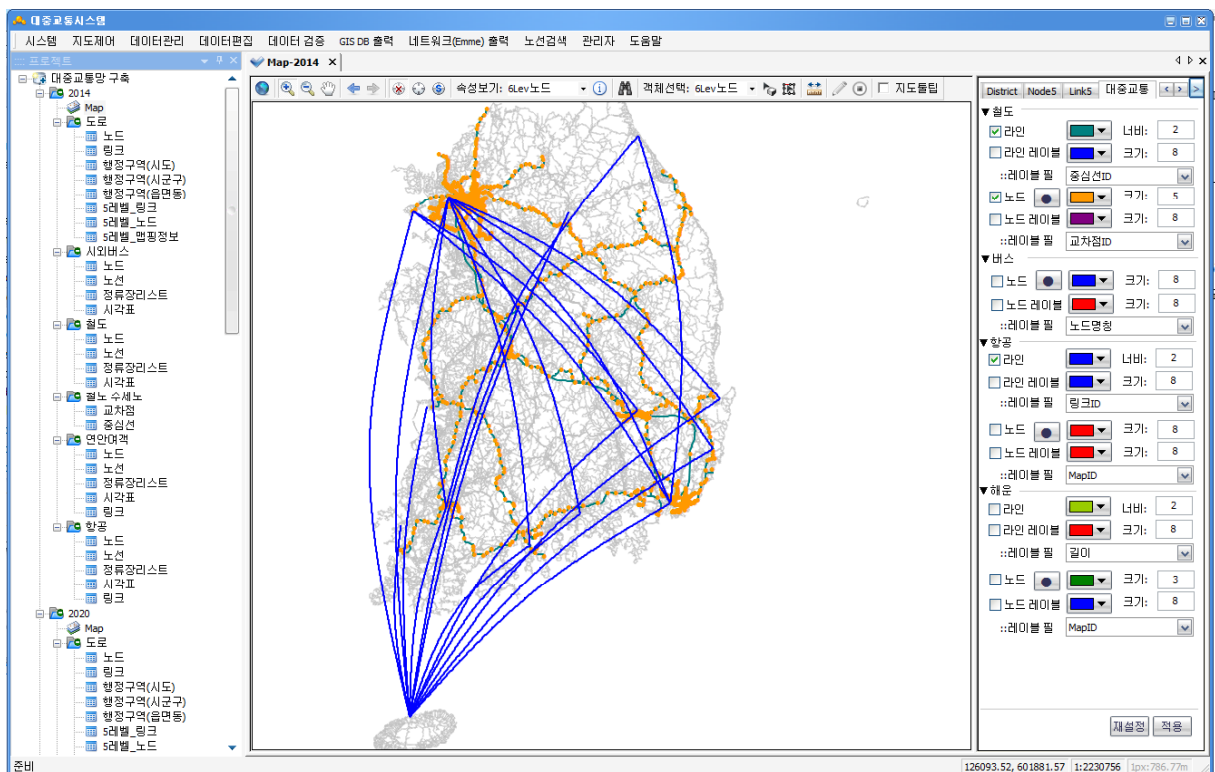 대중교통시스템
시스템 지도제어 데이터관리 데이터편집 데이터 검증 GIS DB 출력 네트워크(Emme) 출력 노선검색 관리자 도움말
프로젝트
Map-2014
속성보기: 6Lev노드 객체선택: 6Lev노드 지도툴팁
대중교통망 구축
2014
Map
도로
노드
링크
행정구역(시도)
행정구역(시군구)
행정구역(읍면동)
5레벨_링크
5레벨_노드
5레벨_맵핑정보
시외버스
노드
노선
정류장리스트
시각표
철도
노드
노선
정류장리스트
시각표
교차점
중심선
연안여객
노드
노선
정류장리스트
시각표
링크
항공
노드
노선
정류장리스트
시각표
링크
2020
Map
도로
노드
링크
행정구역(시도)
행정구역(시군구)
행정구역(읍면동)
5레벨_링크
5레벨_노드
District Node5 Link5 대중교통
철도
라인 너비: 2
라인 레이블 크기: 8
::레이블 필 중심선ID
노드 크기: 5
노드 레이블 크기: 8
::레이블 필 교차점ID
버스
노드 크기: 8
노드 레이블 크기: 8
::레이블 필 노드명칭
항공
라인 너비: 2
라인 레이블 크기: 8
::레이블 필 링크ID
노드 크기: 8
노드 레이블 크기: 8
::레이블 필 MapID
해운
라인 너비: 2
라인 레이블 크기: 8
::레이블 필 길이
노드 크기: 3
노드 레이블 크기: 8
::레이블 필 MapID
재설정 적용
준비 126093.52, 601881.57 1:2230756 1px:786.77m